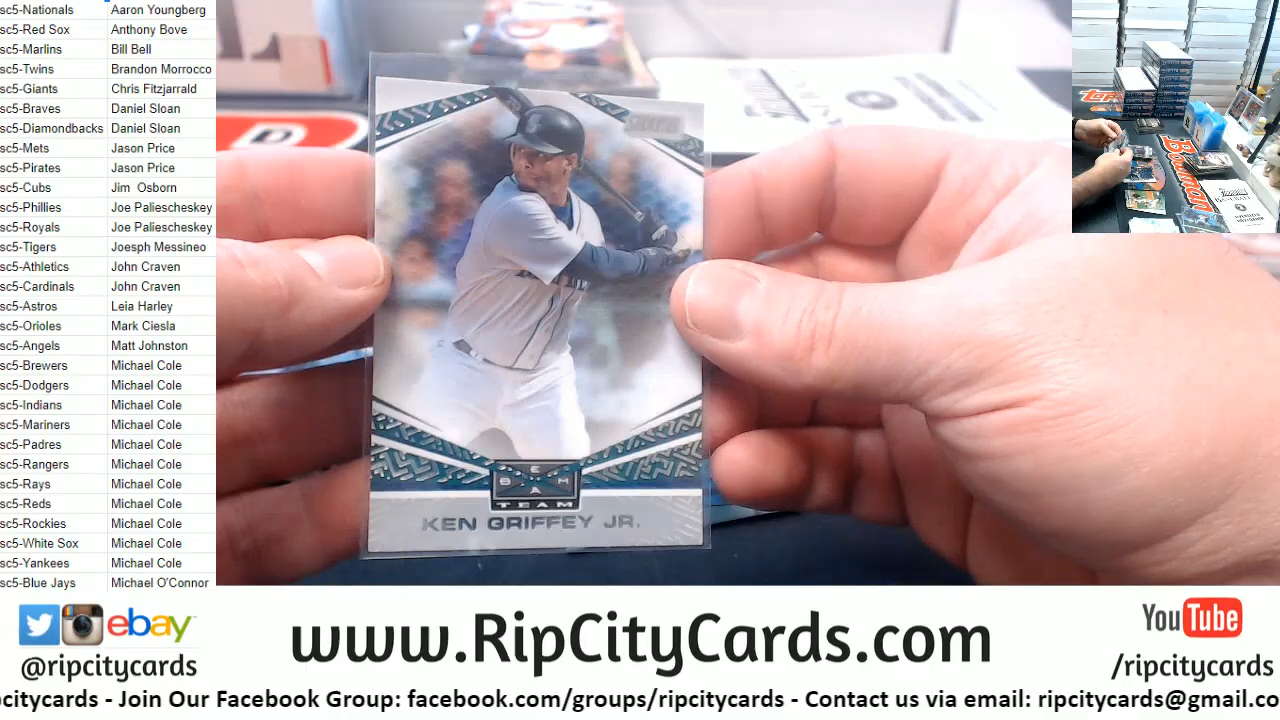 sc5-Nationals Aaron Youngberg
sc5-Red Sox Anthony Bove
sc5-Marlins Bill Bell
sc5-Twins Brandon Morrocco
sc5-Giants Chris Fitzjarrald
sc5-Braves Daniel Sloan
sc5-Diamondbacks Daniel Sloan
sc5-Mets Jason Price
sc5-Pirates Jason Price
sc5-Cubs Jim Osborn
sc5-Phillies Joe Paliescheskey
sc5-Royals Joe Paliescheskey
sc5-Tigers Joesph Messineo
sc5-Athletics John Craven
sc5-Cardinals John Craven
sc5-Astros Leia Harley
sc5-Orioles Mark Ciesla
sc5-Angels Matt Johnston
sc5-Brewers Michael Cole
sc5-Dodgers Michael Cole
sc5-Indians Michael Cole
sc5-Mariners Michael Cole
sc5-Padres Michael Cole
sc5-Rangers Michael Cole
sc5-Rays Michael Cole
sc5-Reds Michael Cole
sc5-Rockies Michael Cole
sc5-White Sox Michael Cole
sc5-Yankees Michael Cole
sc5-Blue Jays Michael O'Connor
D
BEAM
TEAM
KEN GRIFFEY JR.
Bowman
ebay
@ripcitycards
www.RipCityCards.com
YouTube
/ripcitycards
pcitycards - Join Our Facebook Group: facebook.com/groups/ripcitycards - Contact us via email: ripcitycards@gmail.co